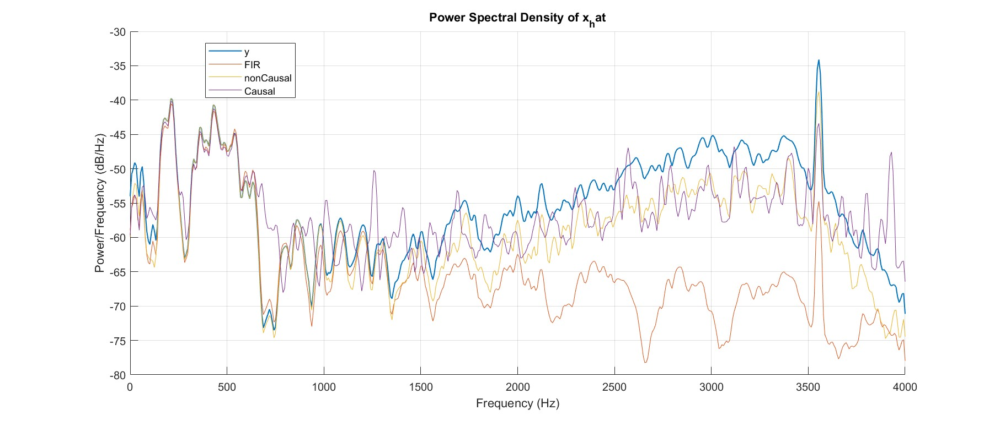 Power Spectral Density of xhat
-30
-35
-40
-45
-50
-55
-60
-65
-70
-75
-80
Power/Frequency (dB/Hz)
y
FIR
nonCausal
Causal
0 500 1000 1500 2000 2500 3000 3500 4000
Frequency (Hz)